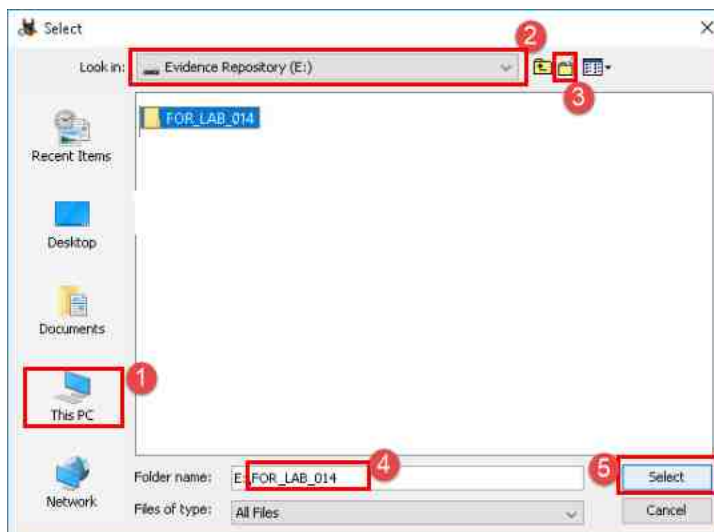 Select
2
Look in: Evidence Repository (E:)
3
FOR_LAB_014
Recent Items
Desktop
Documents
1
This PC
4
5
Folder name: E:\FOR_LAB_014 Select
Network
Files of type: All Files Cancel